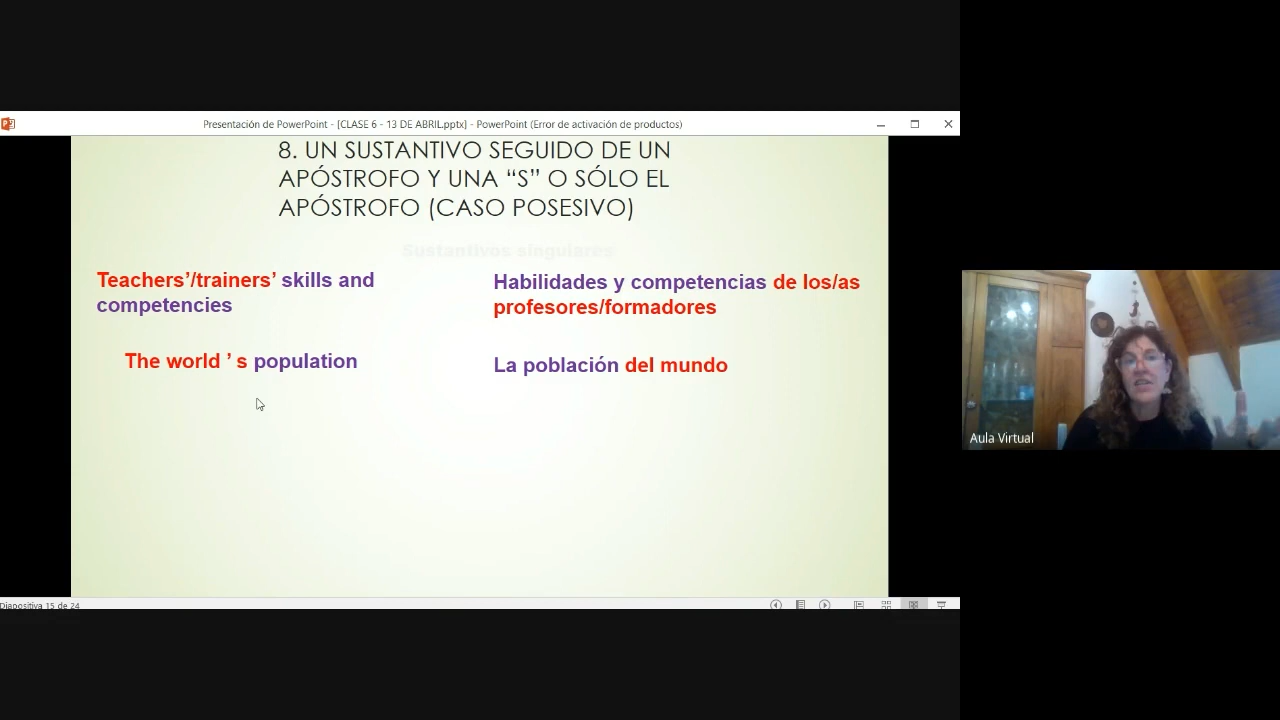 Presentación de PowerPoint - [CLASE 6 - 13 DE ABRIL.pptx] - PowerPoint (Error de activación de productos)
8. UN SUSTANTIVO SEGUIDO DE UN
APÓSTROFO Y UNA “S” O SÓLO EL
APÓSTROFO (CASO POSESIVO)
Sustantivos singulares
Teachers’/trainers’ skills and
competencies
Habilidades y competencias de los/as
profesores/formadores
The world ’ s population
La población del mundo
Aula Virtual
Diapositiva 15 de 24